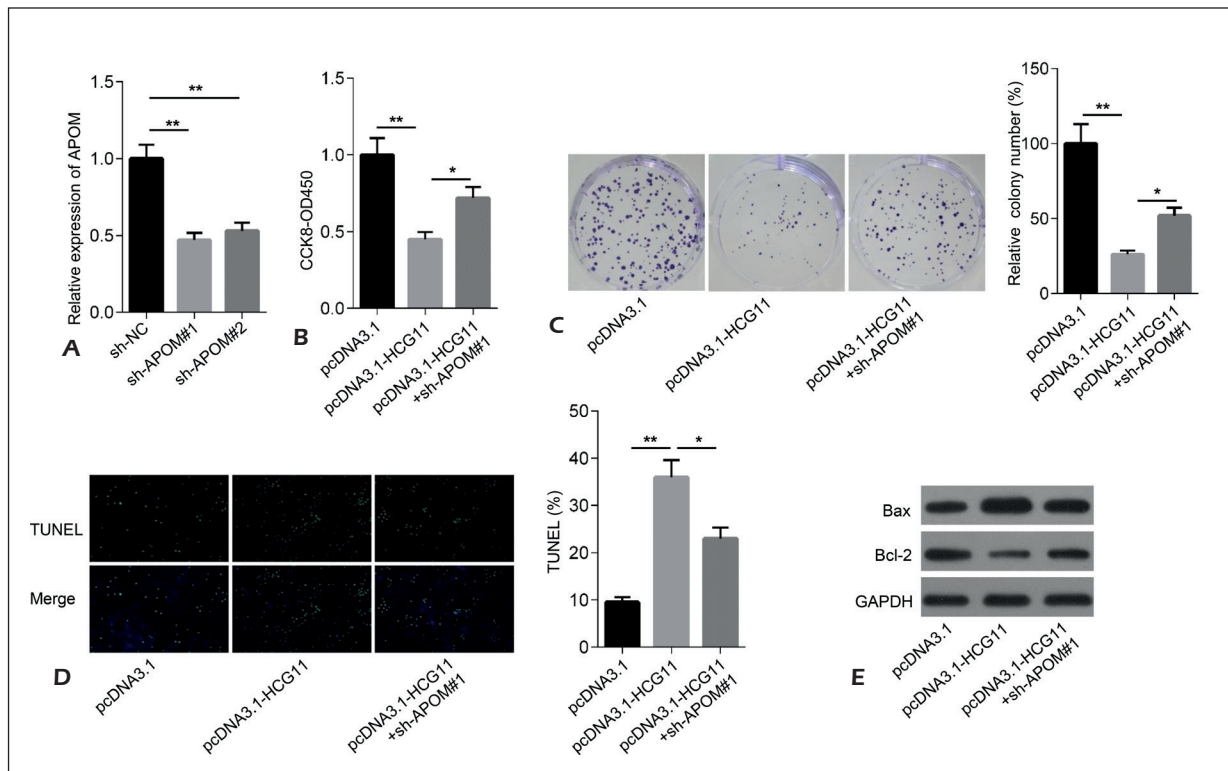 Relative expression of APOM
1.5
1.0
0.5
0.0
**
**
sh-NC
sh-APOM#1
sh-APOM#2
A
CCK8-OD450
1.5
1.0
0.5
0.0
**
*
pcDNA3.1
pcDNA3.1-HCG11
pcDNA3.1-HCG11
+sh-APOM#1
B
pcDNA3.1
pcDNA3.1-HCG11
pcDNA3.1-HCG11
+sh-APOM#1
C
Relative colony number (%)
150
100
50
0
**
*
pcDNA3.1
pcDNA3.1-HCG11
pcDNA3.1-HCG11
+sh-APOM#1
TUNEL
Merge
pcDNA3.1
pcDNA3.1-HCG11
pcDNA3.1-HCG11
+sh-APOM#1
D
TUNEL (%)
50
40
30
20
10
0
**
*
pcDNA3.1
pcDNA3.1-HCG11
pcDNA3.1-HCG11
+sh-APOM#1
Bax
Bcl-2
GAPDH
pcDNA3.1
pcDNA3.1-HCG11
pcDNA3.1-HCG11
+sh-APOM#1
E